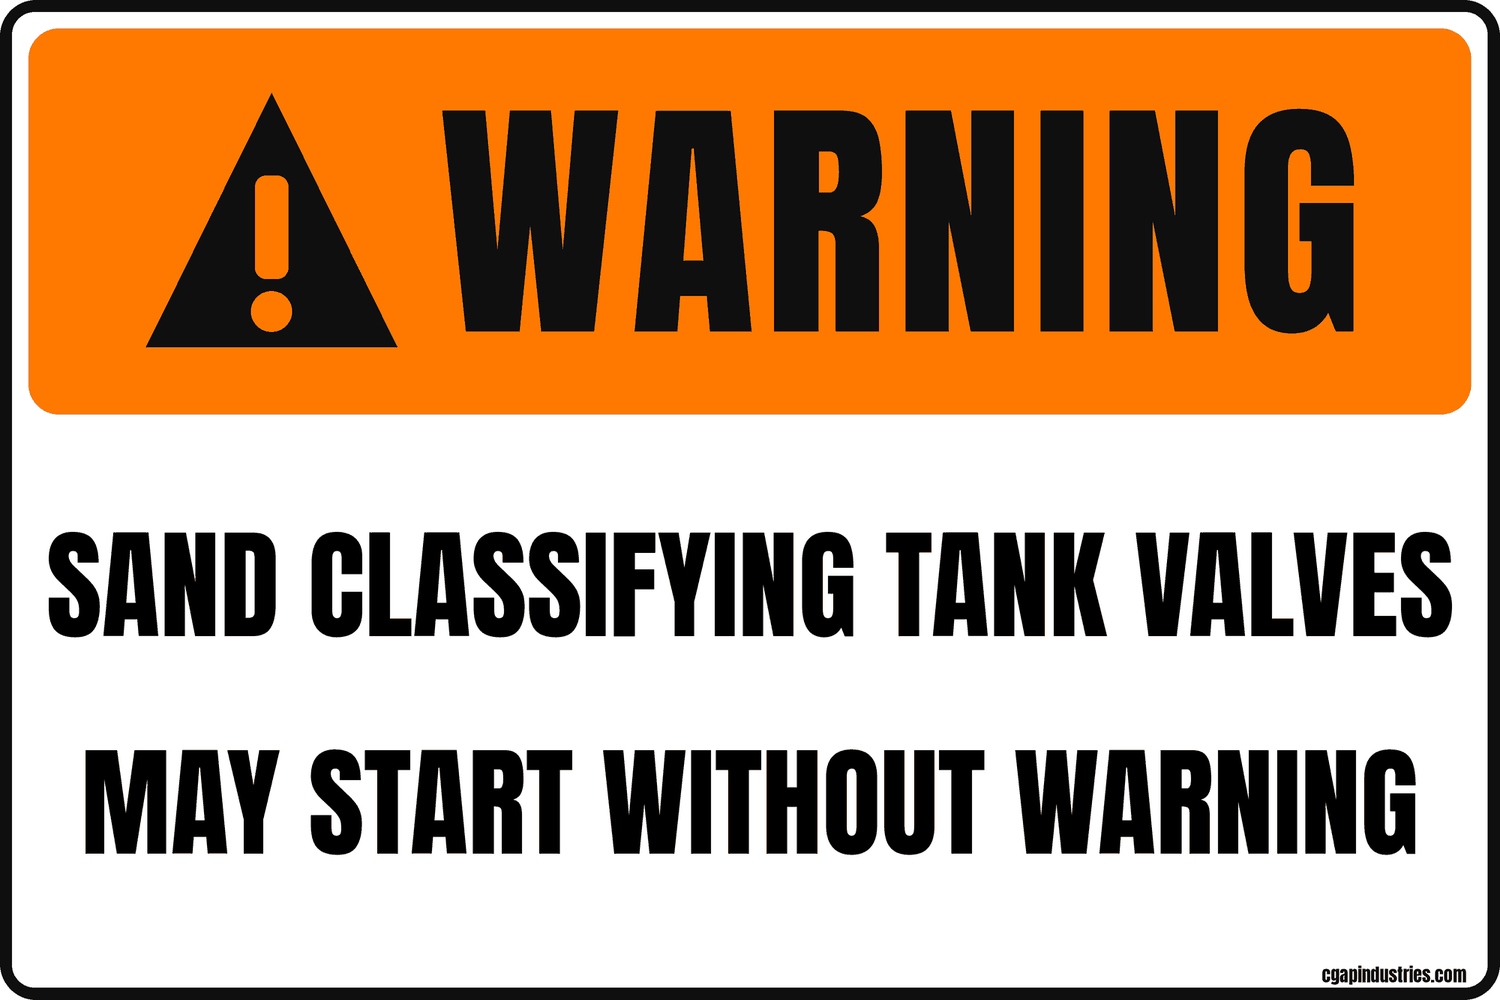 WARNING
SAND CLASSIFYING TANK VALVES
MAY START WITHOUT WARNING
cgapindustries.com